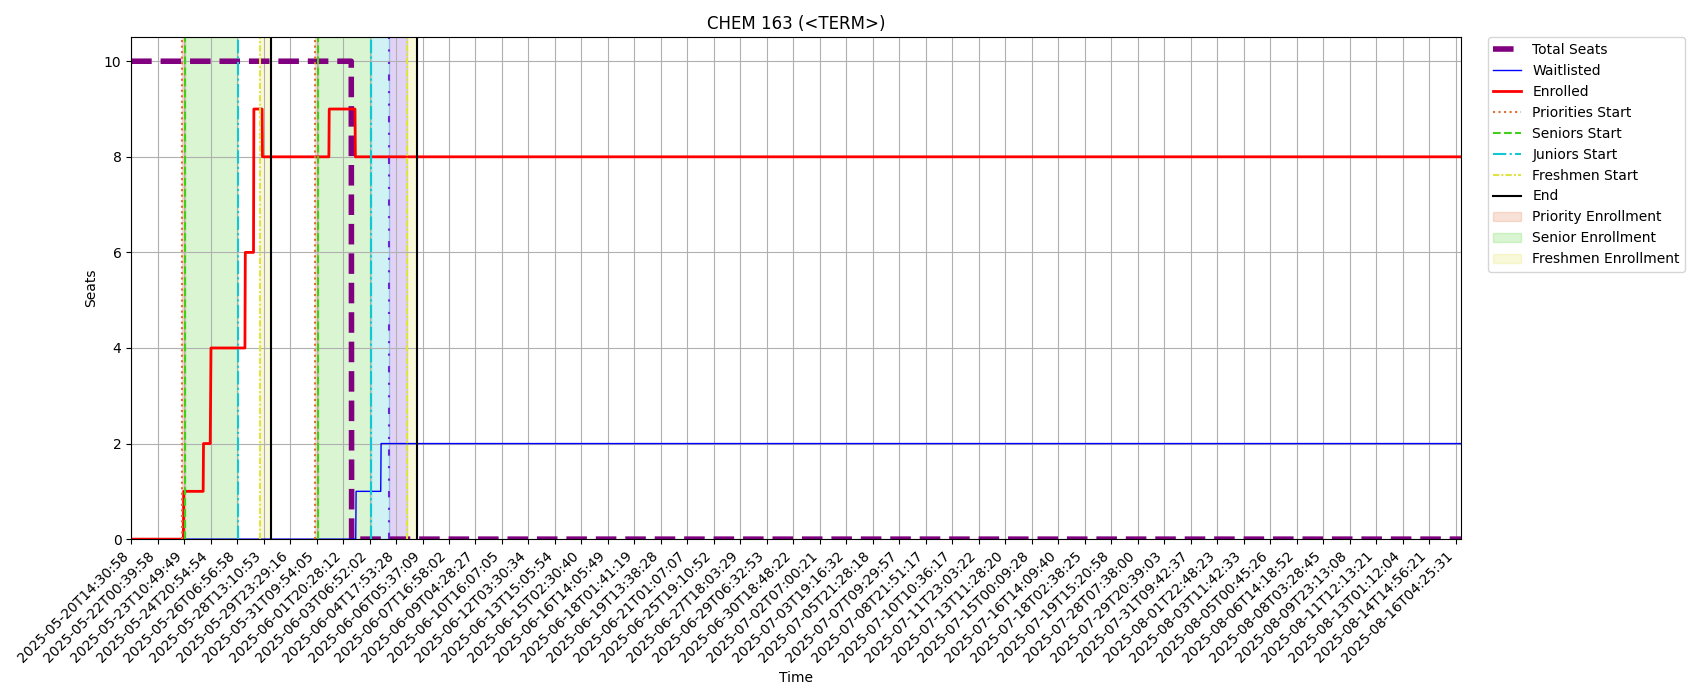 CHEM 163 (<TERM>)
10
8
6
4
2
0
Seats
2025-05-20T14:30:58
2025-05-22T00:39:58
2025-05-23T10:49:49
2025-05-24T20:54:54
2025-05-26T06:56:58
2025-05-28T13:10:53
2025-05-29T23:29:16
2025-05-31T09:54:05
2025-06-01T20:28:12
2025-06-03T06:52:02
2025-06-04T17:53:28
2025-06-06T05:37:09
2025-06-07T16:58:02
2025-06-09T04:28:27
2025-06-10T16:07:05
2025-06-12T03:30:34
2025-06-13T15:05:54
2025-06-15T02:30:40
2025-06-16T14:05:49
2025-06-18T01:41:19
2025-06-19T13:38:28
2025-06-21T01:07:07
2025-06-25T19:10:52
2025-06-27T18:03:29
2025-06-29T06:32:53
2025-06-30T18:48:22
2025-07-02T07:00:21
2025-07-03T19:16:32
2025-07-05T21:28:18
2025-07-07T09:29:57
2025-07-08T21:51:17
2025-07-10T10:36:17
2025-07-11T23:03:22
2025-07-13T11:28:20
2025-07-15T00:09:28
2025-07-16T14:09:40
2025-07-18T02:38:25
2025-07-19T15:20:58
2025-07-28T07:38:00
2025-07-29T20:39:03
2025-07-31T09:42:37
2025-08-01T22:48:23
2025-08-03T11:42:33
2025-08-05T00:45:26
2025-08-06T14:18:52
2025-08-08T03:28:45
2025-08-09T23:13:08
2025-08-11T12:13:21
2025-08-13T01:12:04
2025-08-14T14:56:21
2025-08-16T04:25:31
Time
Total Seats
Waitlisted
Enrolled
Priorities Start
Seniors Start
Juniors Start
Freshmen Start
End
Priority Enrollment
Senior Enrollment
Freshmen Enrollment